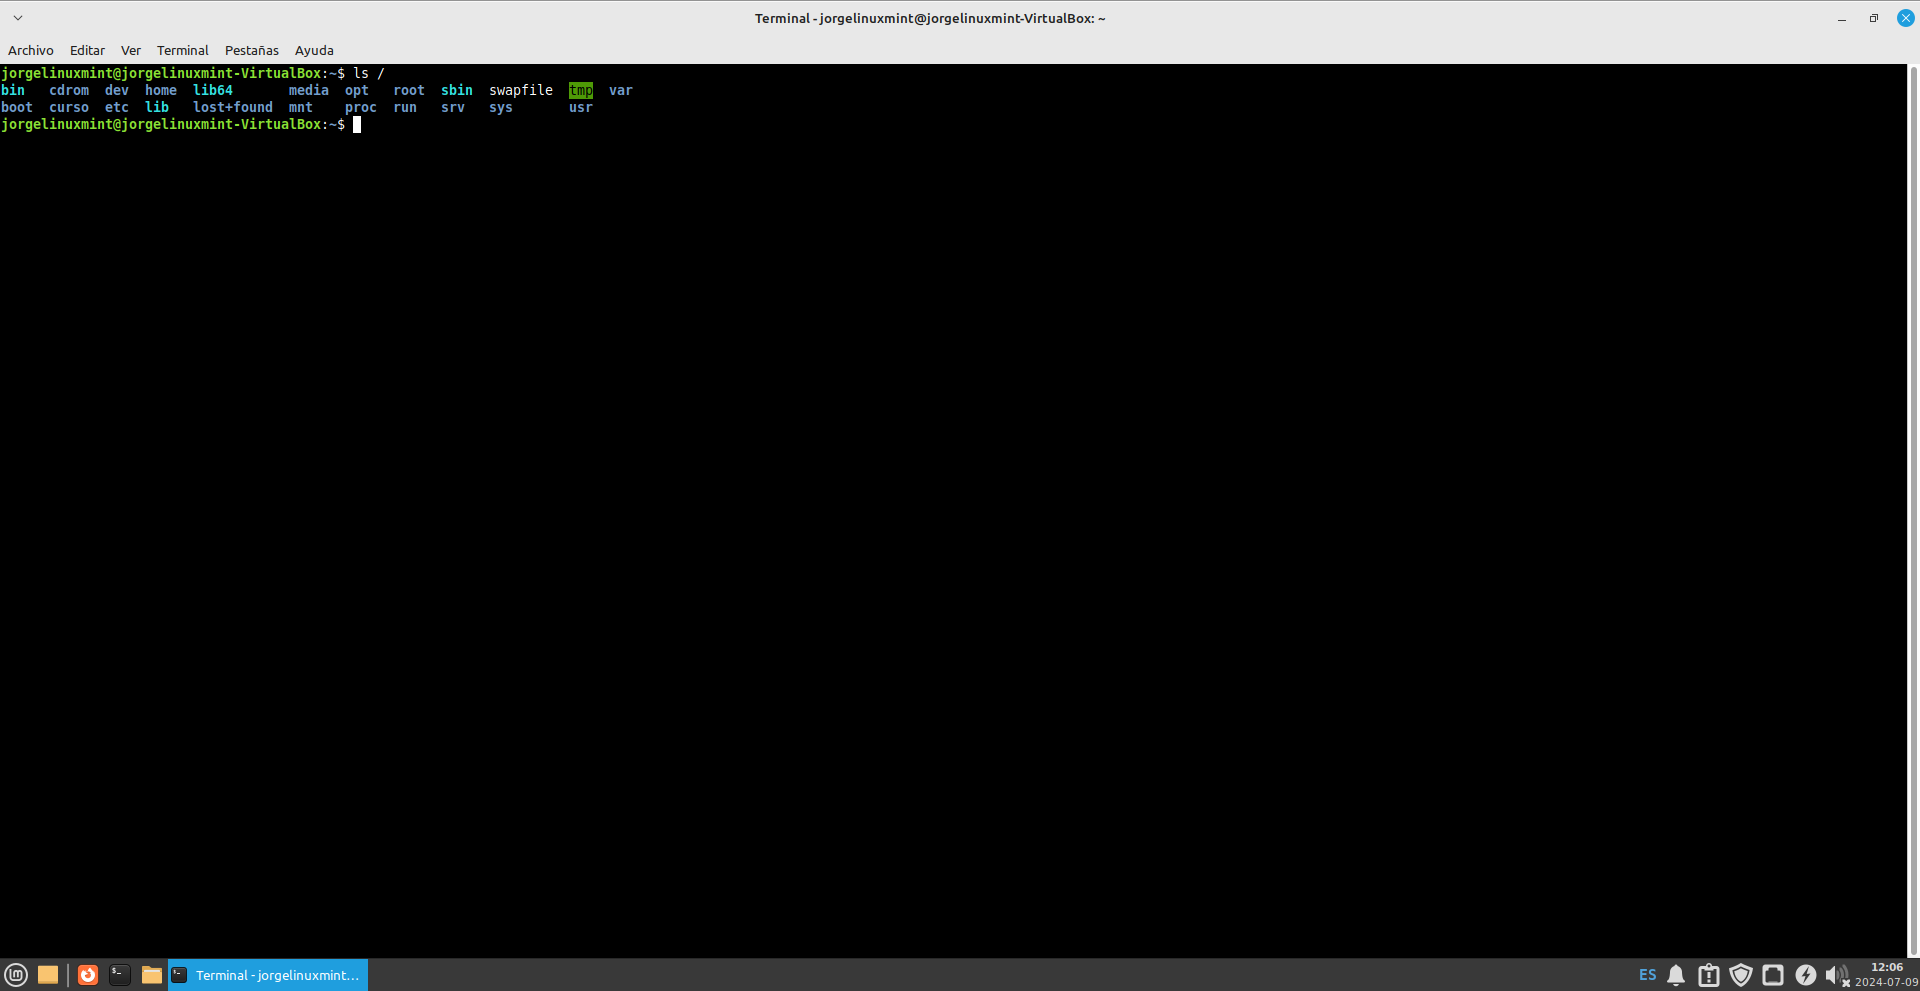 Terminal - jorgelinuxmint@jorgelinuxmint-VirtualBox: ~
Archivo Editar Ver Terminal Pestañas Ayuda
jorgelinuxmint@jorgelinuxmint-VirtualBox:~$ ls /
bin cdrom dev home lib64 media opt root sbin swapfile tmp var
boot curso etc lib lost+found mnt proc run srv sys usr
jorgelinuxmint@jorgelinuxmint-VirtualBox:~$
Terminal - jorgelinuxmint... ES 12:06
2024-07-09